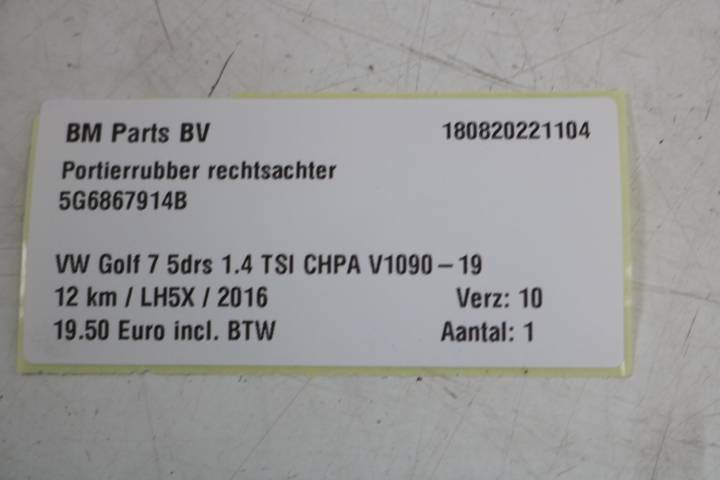 BM Parts BV 180820221104
Portierrubber rechtsachter
5G6867914B
VW Golf 7 5drs 1.4 TSI CHPA V1090-19
12 km / LH5X / 2016 Verz: 10
19.50 Euro incl. BTW Aantal: 1